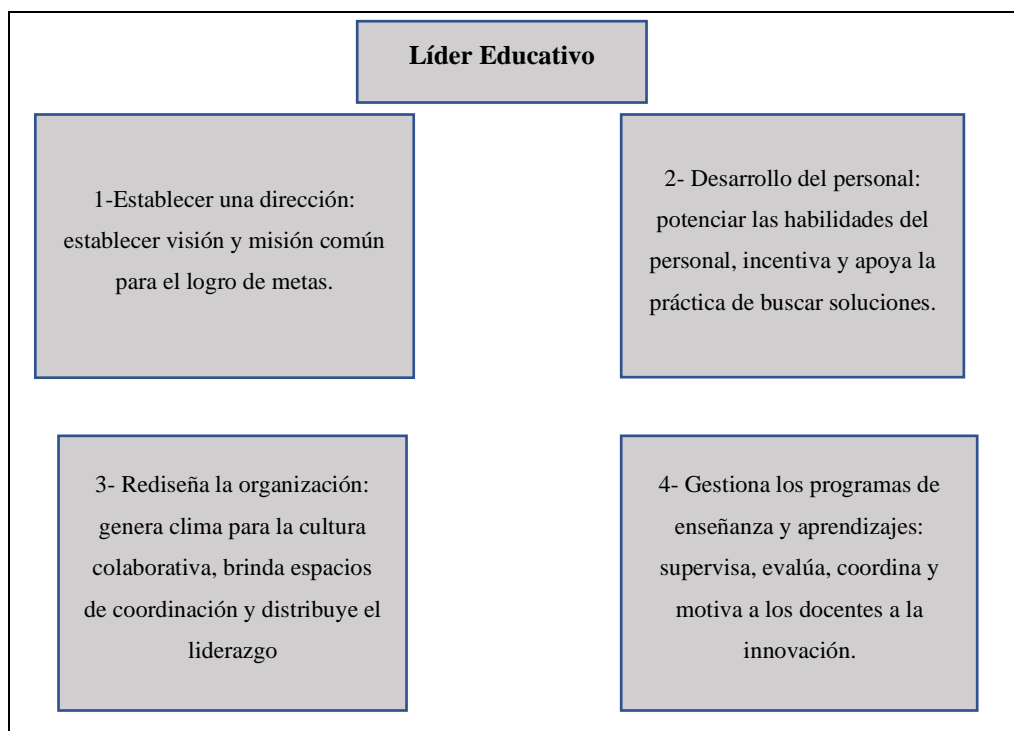 Líder Educativo
1-Establecer una dirección:
establecer visión y misión común
para el logro de metas.
2- Desarrollo del personal:
potenciar las habilidades del
personal, incentiva y apoya la
práctica de buscar soluciones.
3- Rediseña la organización:
genera clima para la cultura
colaborativa, brinda espacios
de coordinación y distribuye el
liderazgo
4- Gestiona los programas de
enseñanza y aprendizajes:
supervisa, evalúa, coordina y
motiva a los docentes a la
innovación.